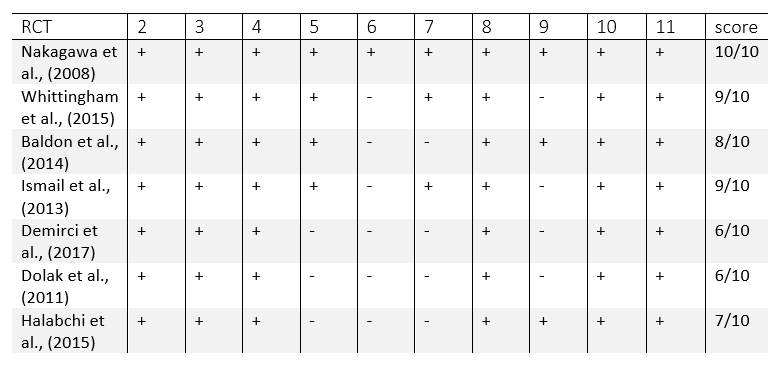 RCT 2 3 4 5 6 7 8 9 10 11 score
Nakagawa et + + + + + + + + + + 10/10
al., (2008)
Whittingham + + + + - + + - + + 9/10
et al., (2015)
Baldon et al., + + + + - - + + + + 8/10
(2014)
Ismail et al., + + + + - + + - + + 9/10
(2013)
Demirci et + + + - - - + - + + 6/10
al., (2017)
Dolak et al., + + + - - - + - + + 6/10
(2011)
Halabchi et + + + - - - + + + + 7/10
al., (2015)